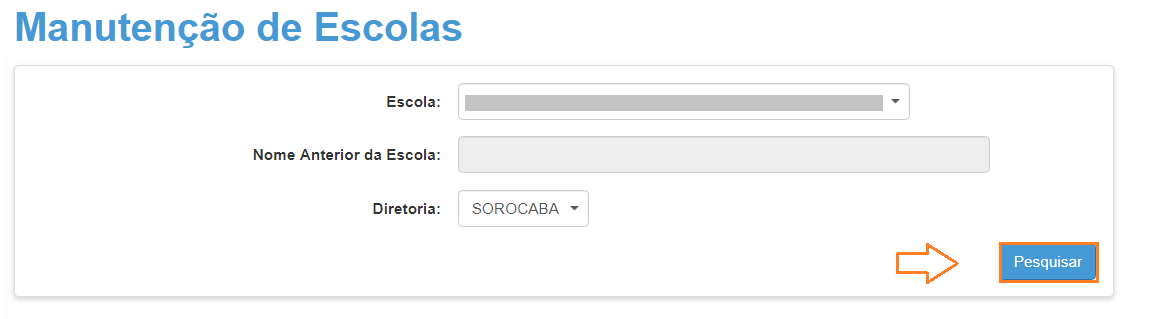 Manutenção de Escolas
Escola:
Nome Anterior da Escola:
Diretoria: SOROCABA
Pesquisar